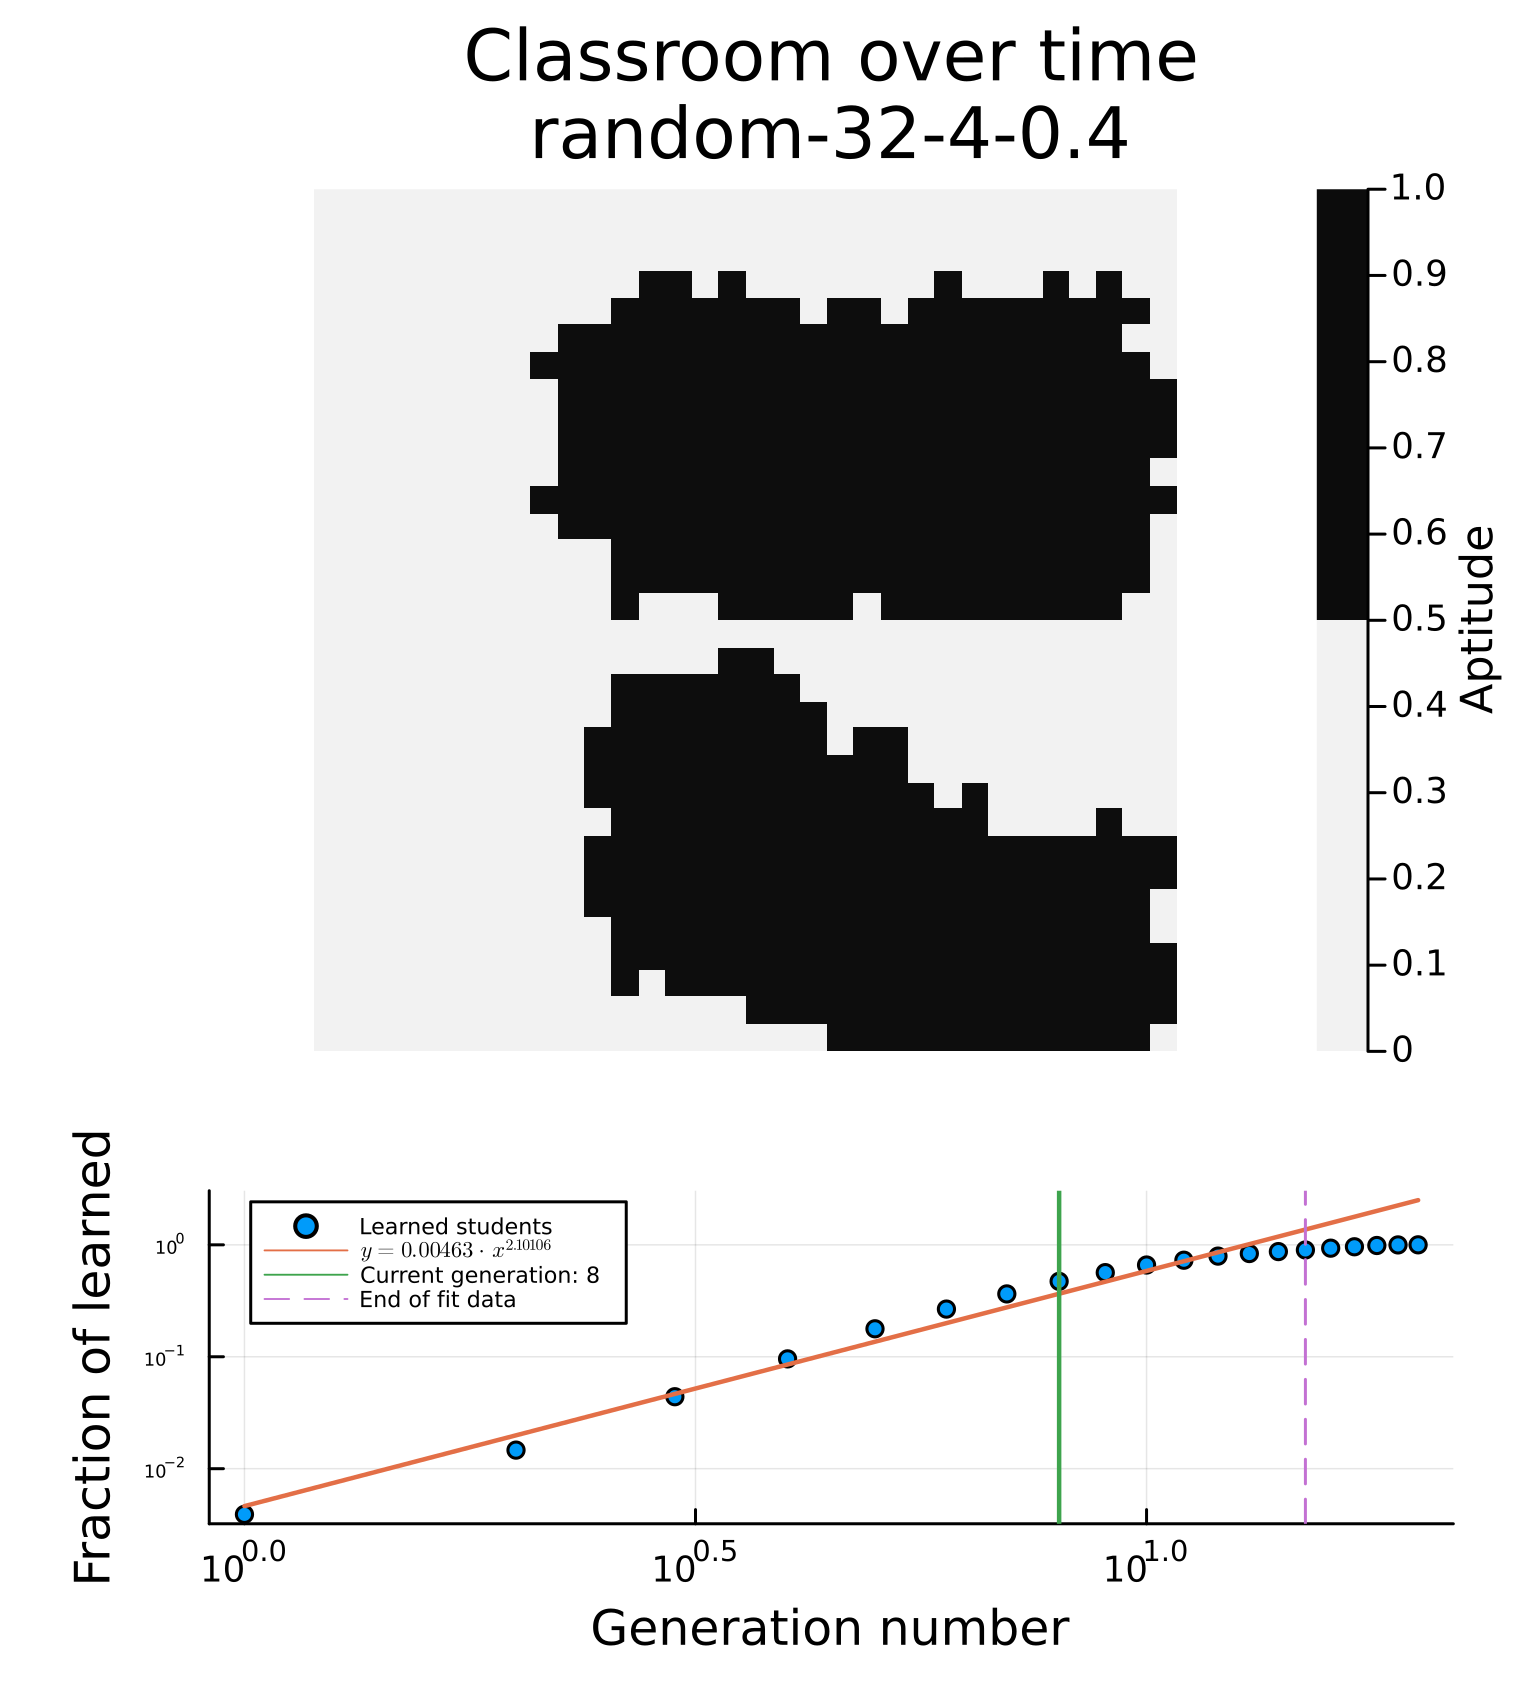 Classroom over time
random-32-4-0.4
1.0
0.9
0.8
0.7
0.6
0.5
0.4
0.3
0.2
0.1
0
Aptitude
Fraction of learned
10^0
10^−1
10^−2
Learned students
y = 0.00463 · x^2.10106
Current generation: 8
End of fit data
10^0.0
10^0.5
10^1.0
Generation number